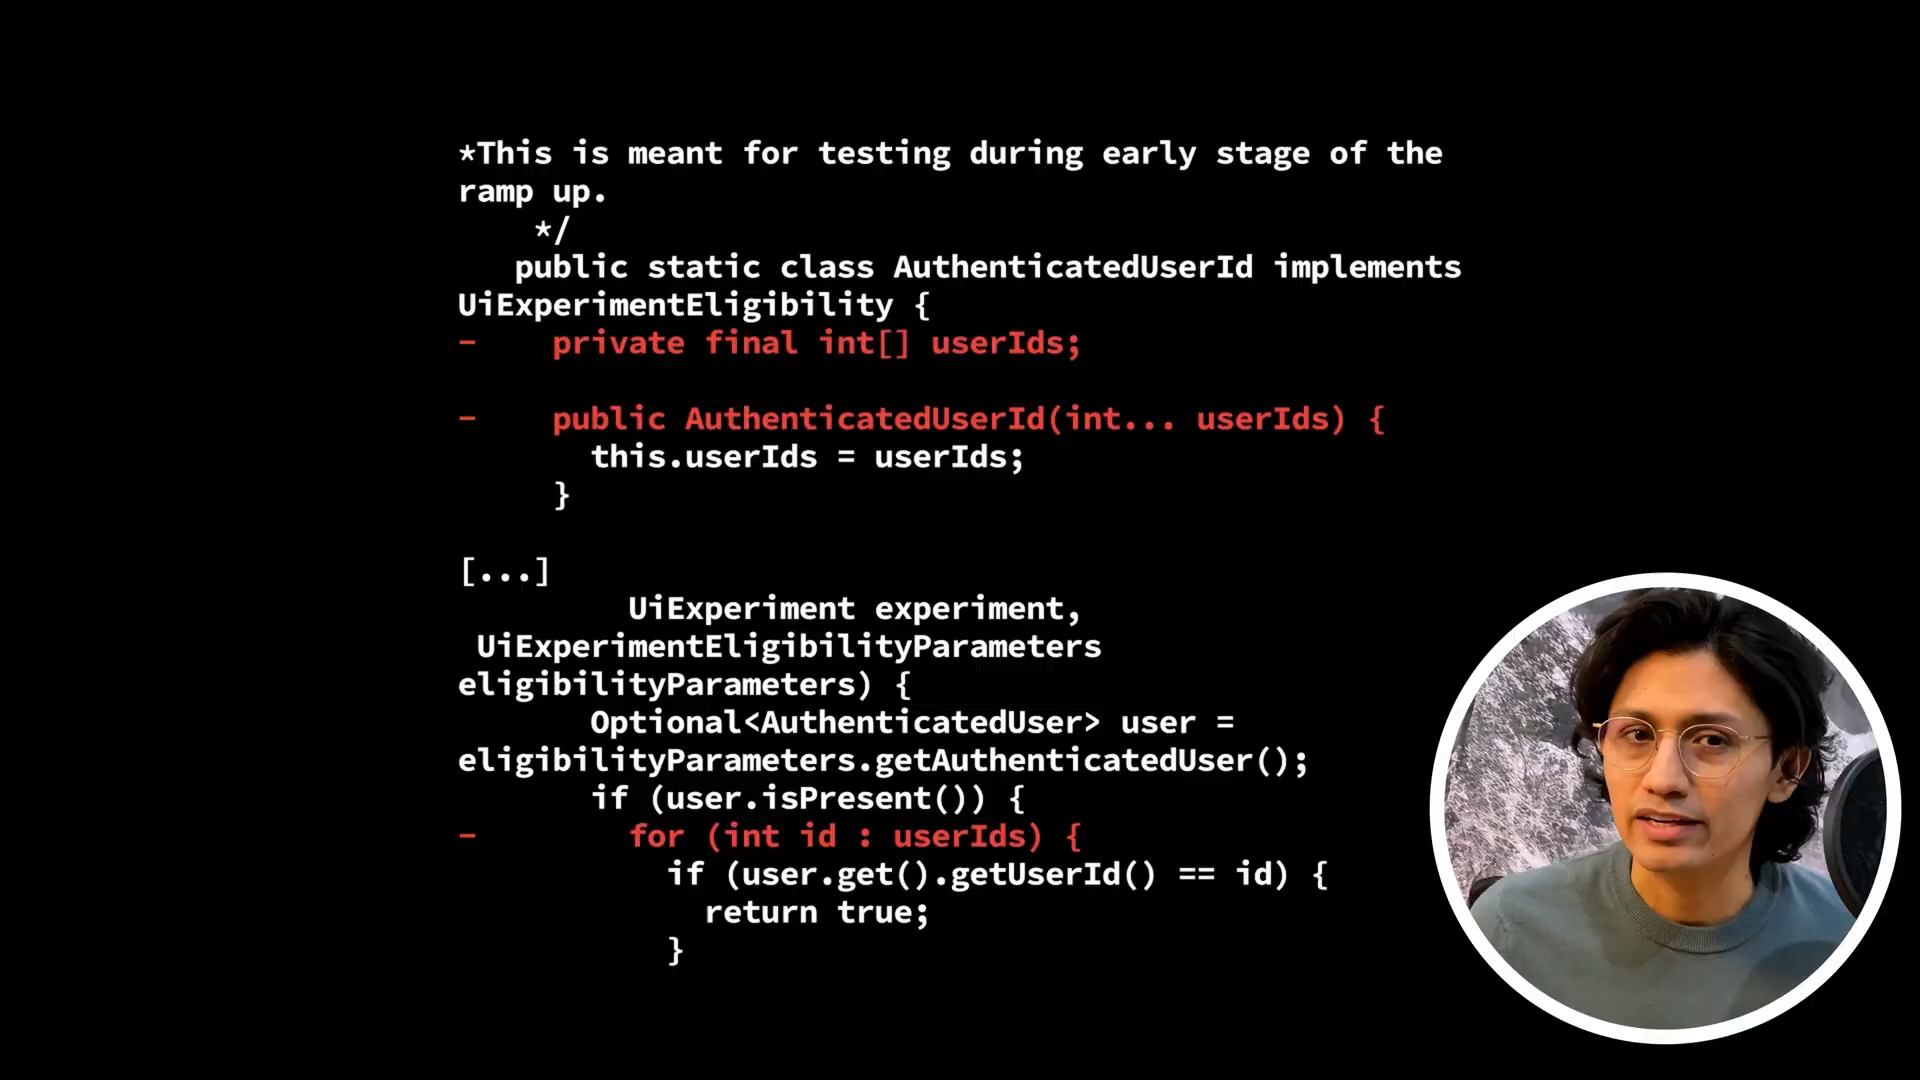 *This is meant for testing during early stage of the
ramp up.
*/
public static class AuthenticatedUserId implements
UiExperimentEligibility {
- private final int[] userIds;
- public AuthenticatedUserId(int... userIds) {
this.userIds = userIds;
}
[...]
UiExperiment experiment,
UiExperimentEligibilityParameters
eligibilityParameters) {
Optional<AuthenticatedUser> user =
eligibilityParameters.getAuthenticatedUser();
if (user.isPresent()) {
- for (int id : userIds) {
if (user.get().getUserId() == id) {
return true;
}